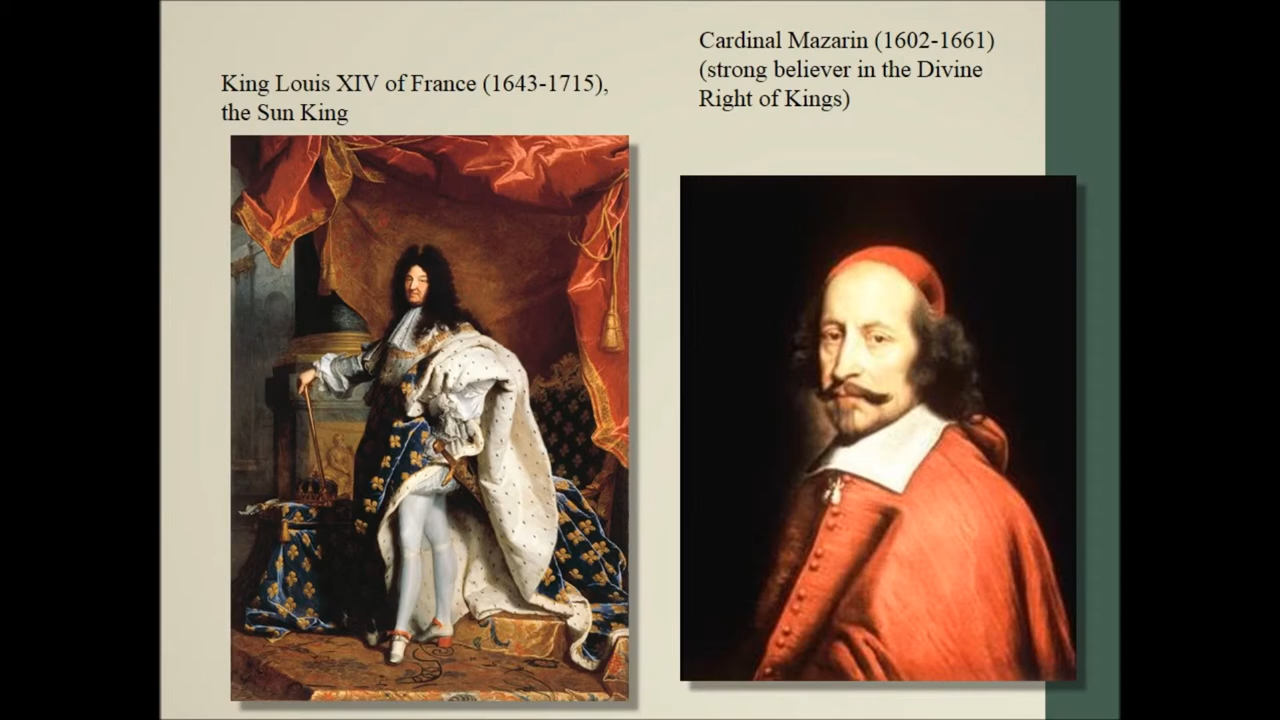 King Louis XIV of France (1643-1715),
the Sun King
Cardinal Mazarin (1602-1661)
(strong believer in the Divine
Right of Kings)